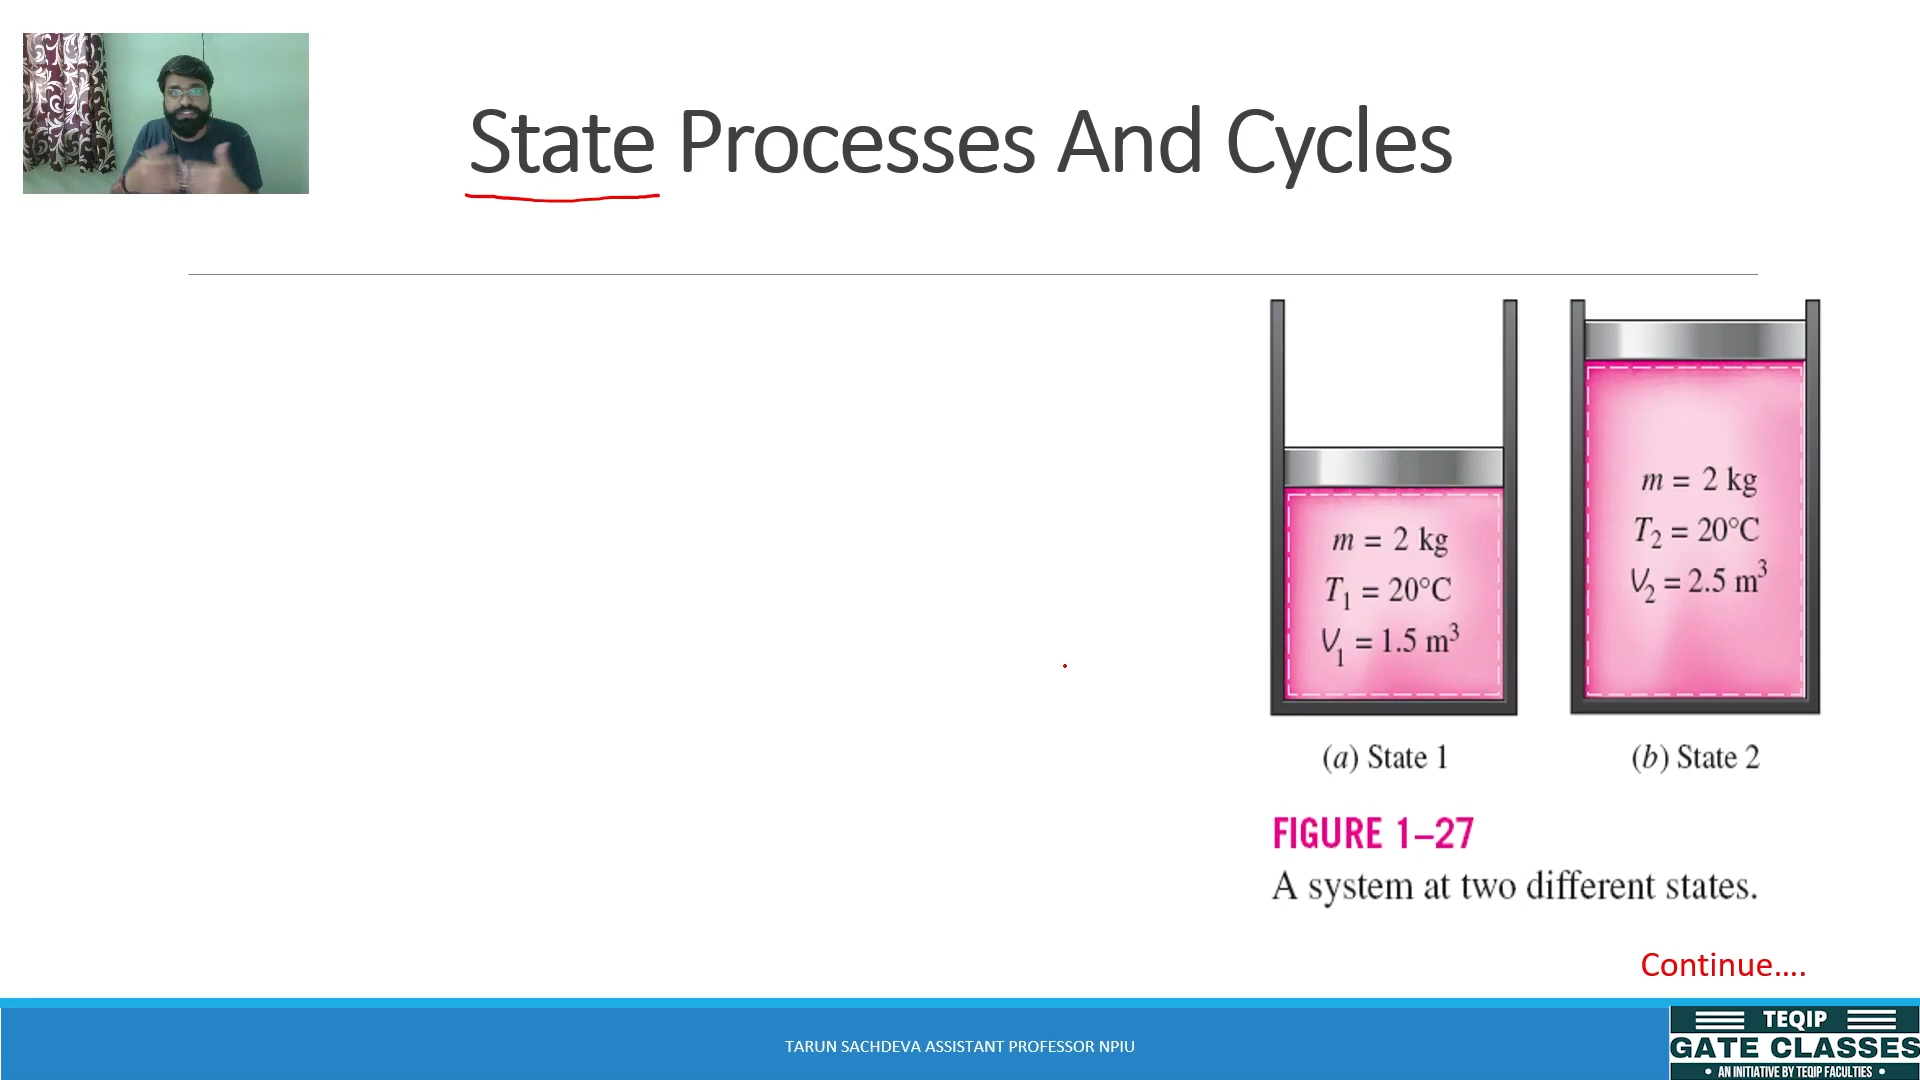 State Processes And Cycles
m = 2 kg
T₁ = 20°C
V₁ = 1.5 m³
m = 2 kg
T₂ = 20°C
V₂ = 2.5 m³
(a) State 1
(b) State 2
FIGURE 1–27
A system at two different states.
Continue....
TARUN SACHDEVA ASSISTANT PROFESSOR NPIU
TEQIP
GATE CLASSES
• AN INITIATIVE BY TEQIP FACULTIES •